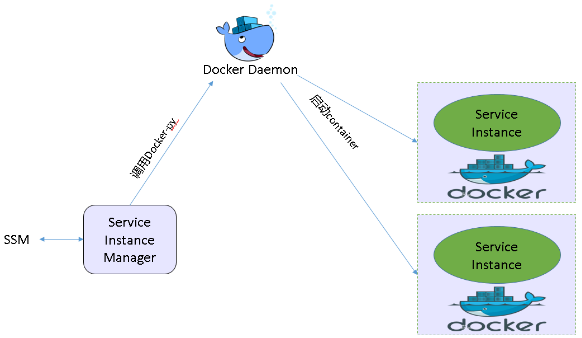 Docker Daemon
调用Docker-py
启动container
Service
Instance
docker
SSM
Service
Instance
Manager
Service
Instance
docker